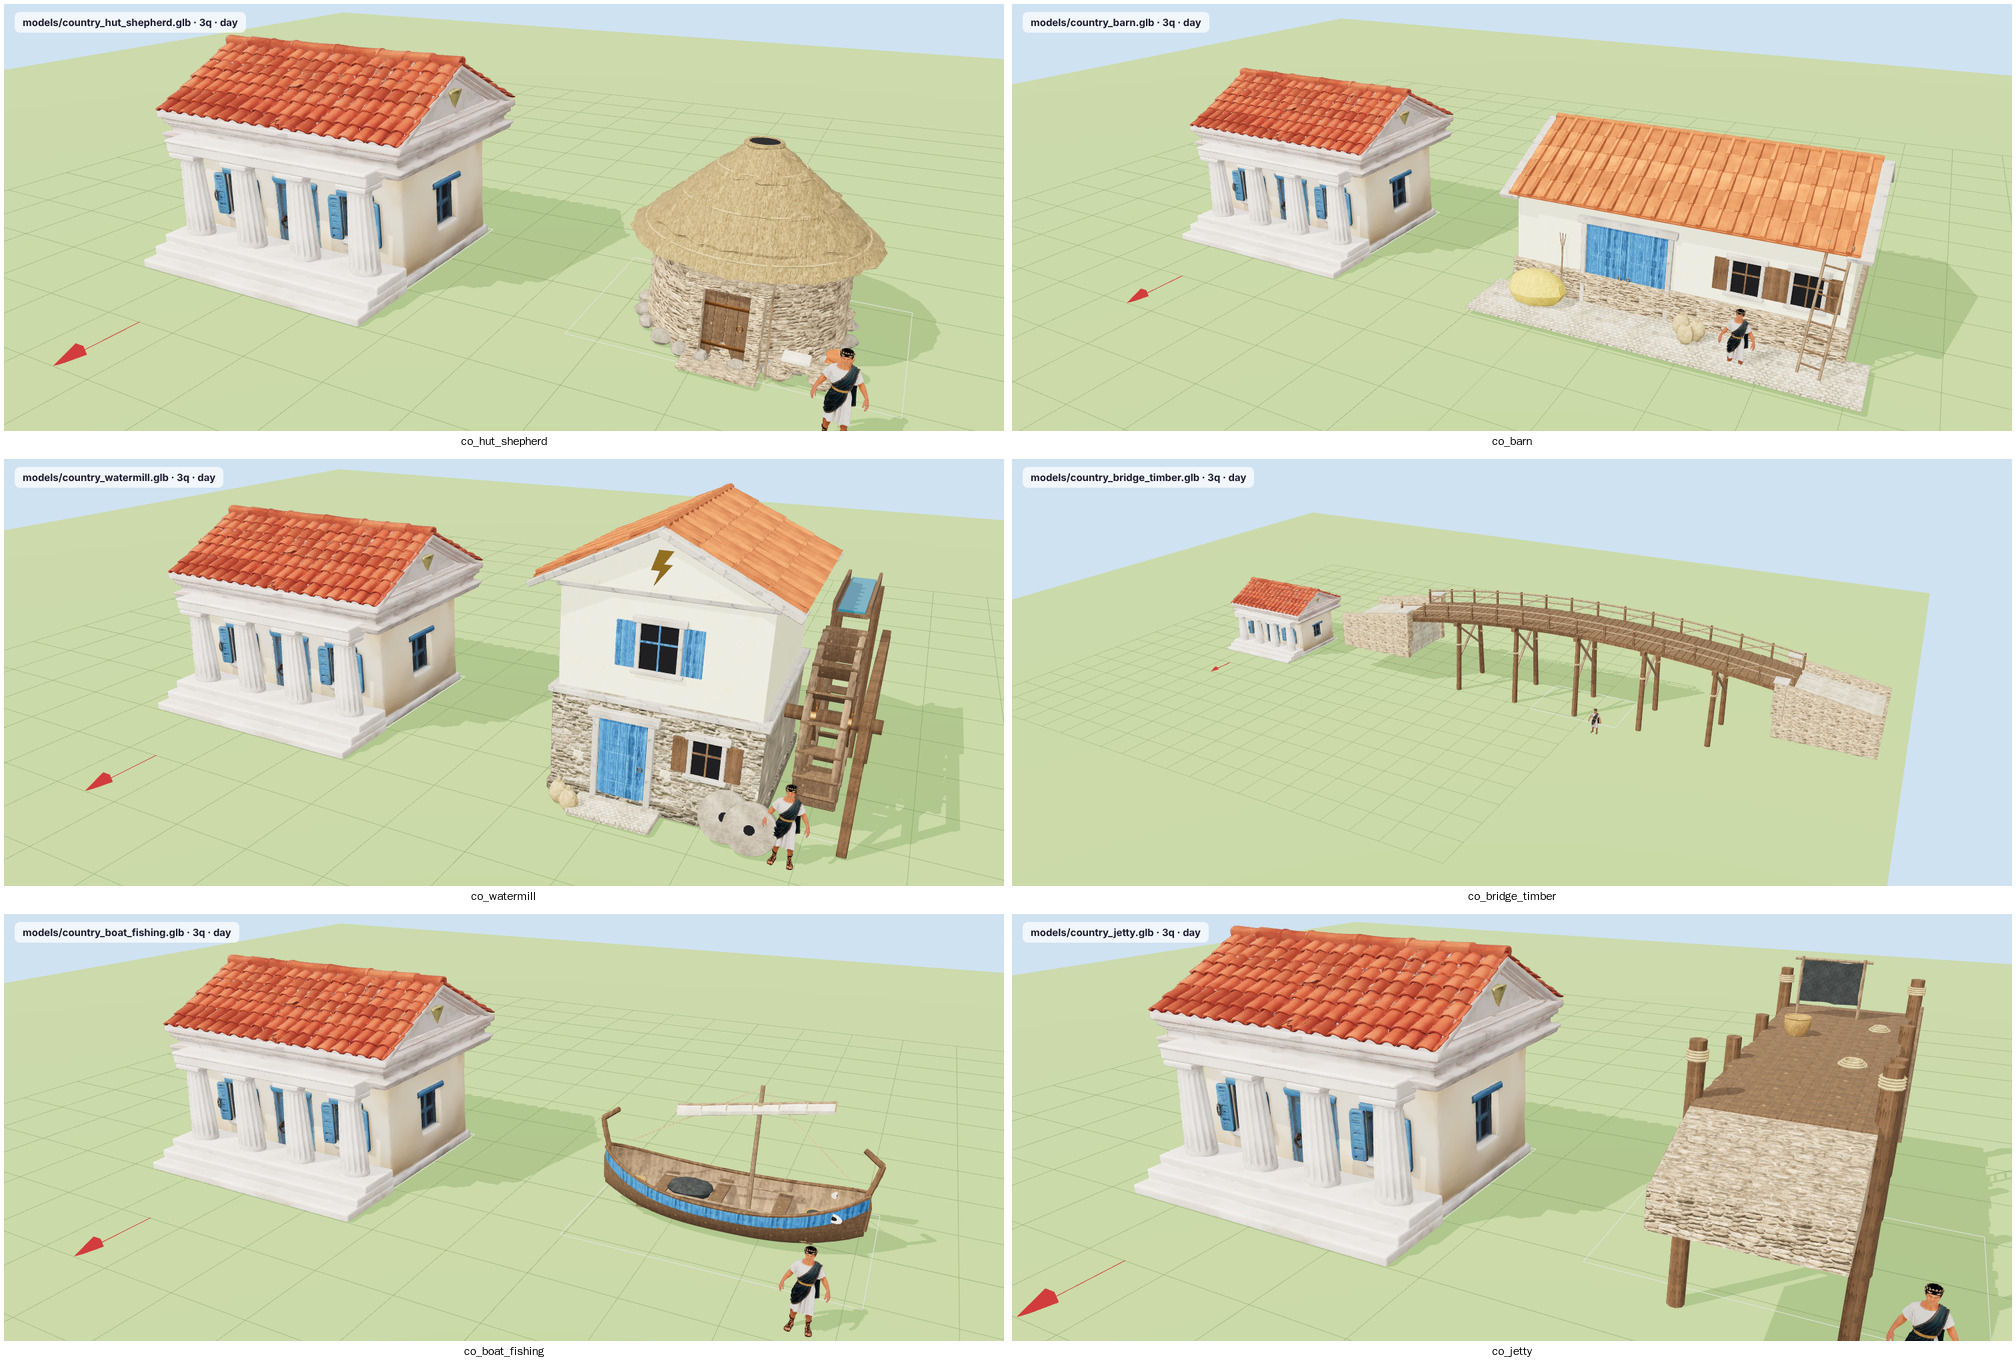 models/country_hut_shepherd.glb · 3q · day
models/country_barn.glb · 3q · day
co_hut_shepherd
co_barn
models/country_watermill.glb · 3q · day
models/country_bridge_timber.glb · 3q · day
co_watermill
co_bridge_timber
models/country_boat_fishing.glb · 3q · day
models/country_jetty.glb · 3q · day
co_boat_fishing
co_jetty